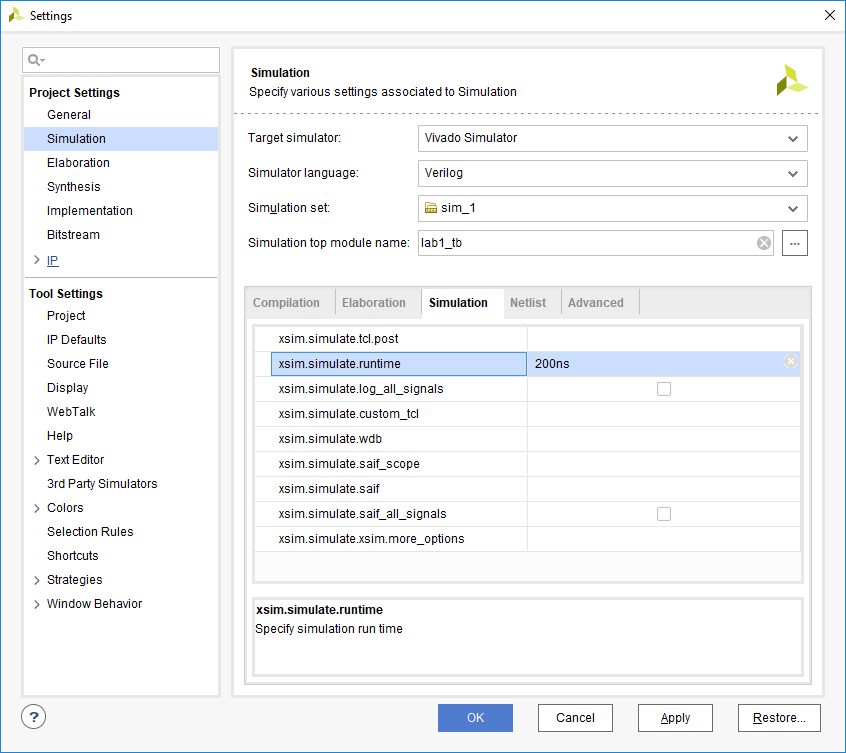 Settings
Project Settings
General
Simulation
Elaboration
Synthesis
Implementation
Bitstream
IP
Tool Settings
Project
IP Defaults
Source File
Display
WebTalk
Help
Text Editor
3rd Party Simulators
Colors
Selection Rules
Shortcuts
Strategies
Window Behavior
Simulation
Specify various settings associated to Simulation
Target simulator: Vivado Simulator
Simulator language: Verilog
Simulation set: sim_1
Simulation top module name: lab1_tb ...
Compilation Elaboration Simulation Netlist Advanced
xsim.simulate.tcl.post
xsim.simulate.runtime 200ns
xsim.simulate.log_all_signals
xsim.simulate.custom_tcl
xsim.simulate.wdb
xsim.simulate.saif_scope
xsim.simulate.saif
xsim.simulate.saif_all_signals
xsim.simulate.xsim.more_options
xsim.simulate.runtime
Specify simulation run time
? OK Cancel Apply Restore...